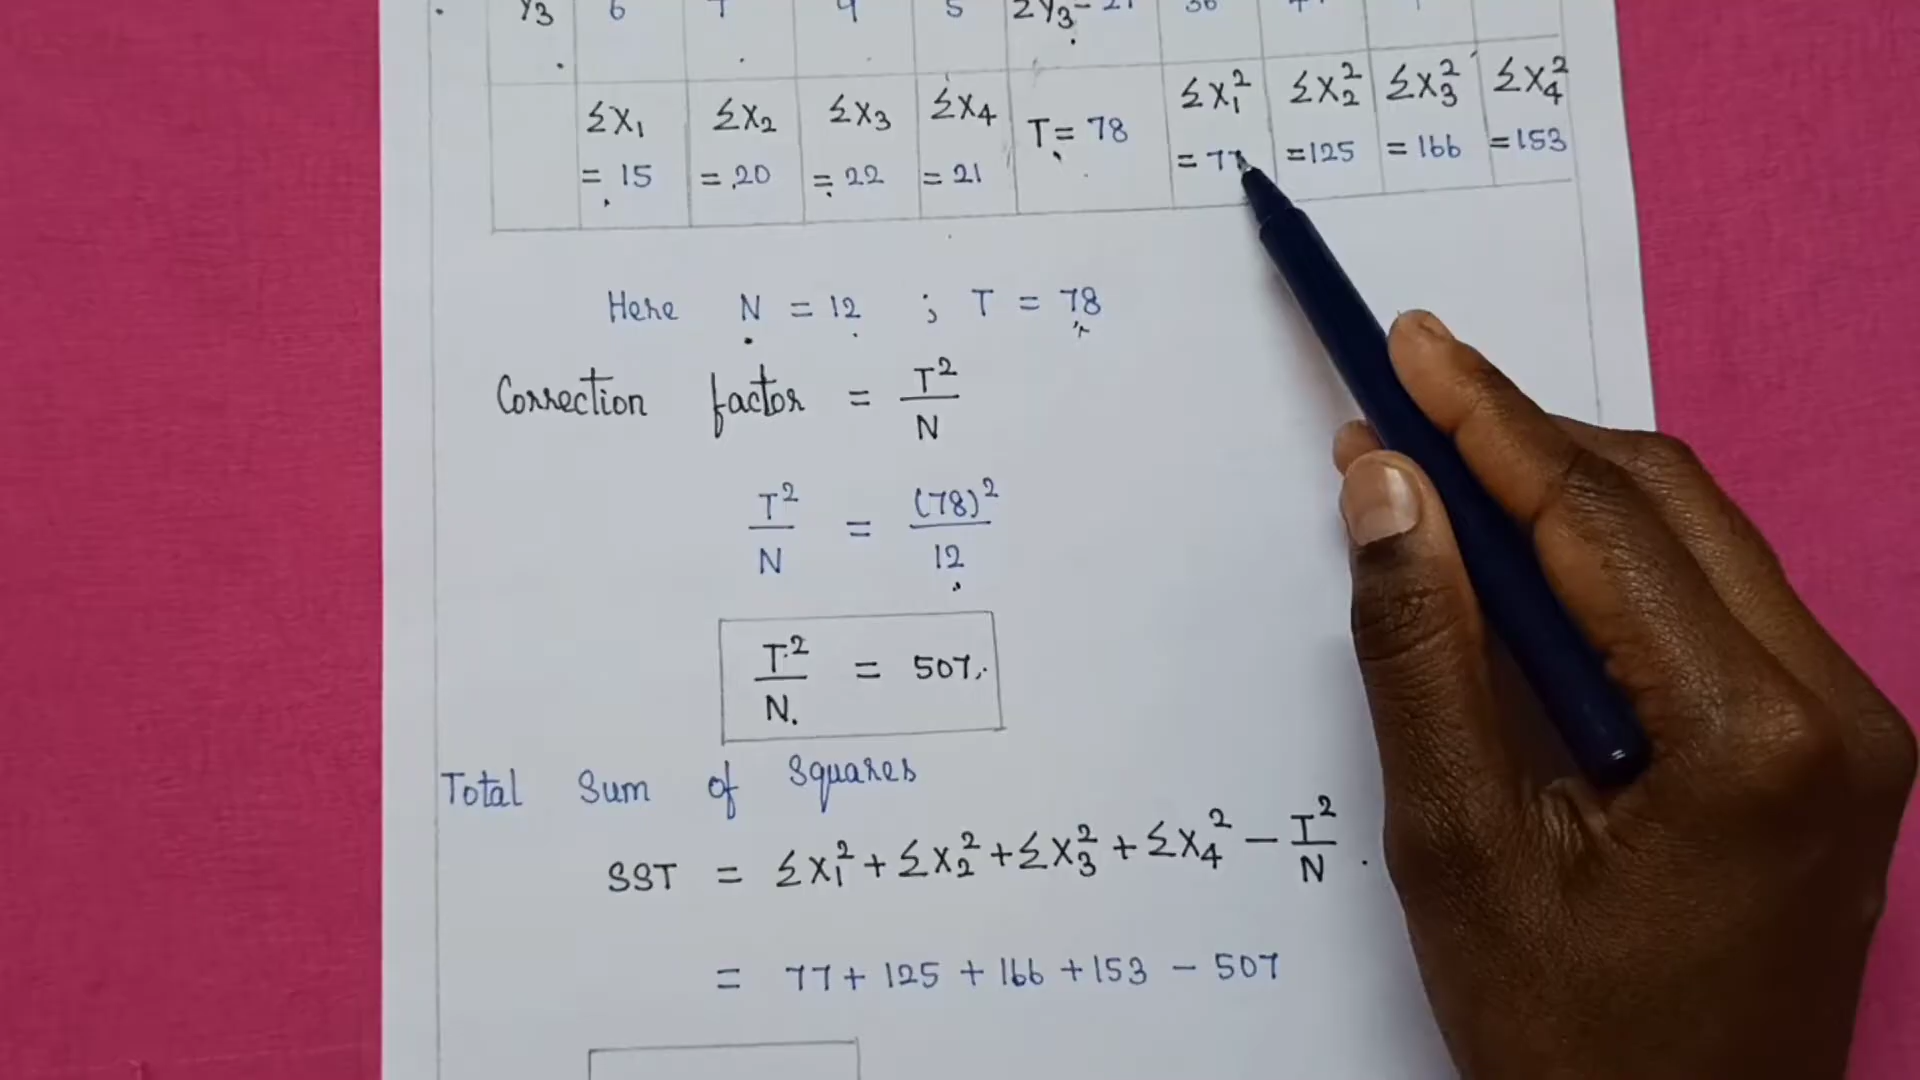 Y3 6
ΣX₁ ΣX₂ ΣX₃ ΣX₄ T = 78 ΣX₁² ΣX₂² ΣX₃² ΣX₄²
= 15 = 20 = 22 = 21 = 77 =125 = 166 =153
Here N = 12 ; T = 78
Correction factor = T²/N
T²/N = (78)²/12
T²/N. = 507.
Total Sum of Squares
SST = ΣX₁² + ΣX₂² + ΣX₃² + ΣX₄² − T²/N .
= 77 + 125 + 166 + 153 − 507